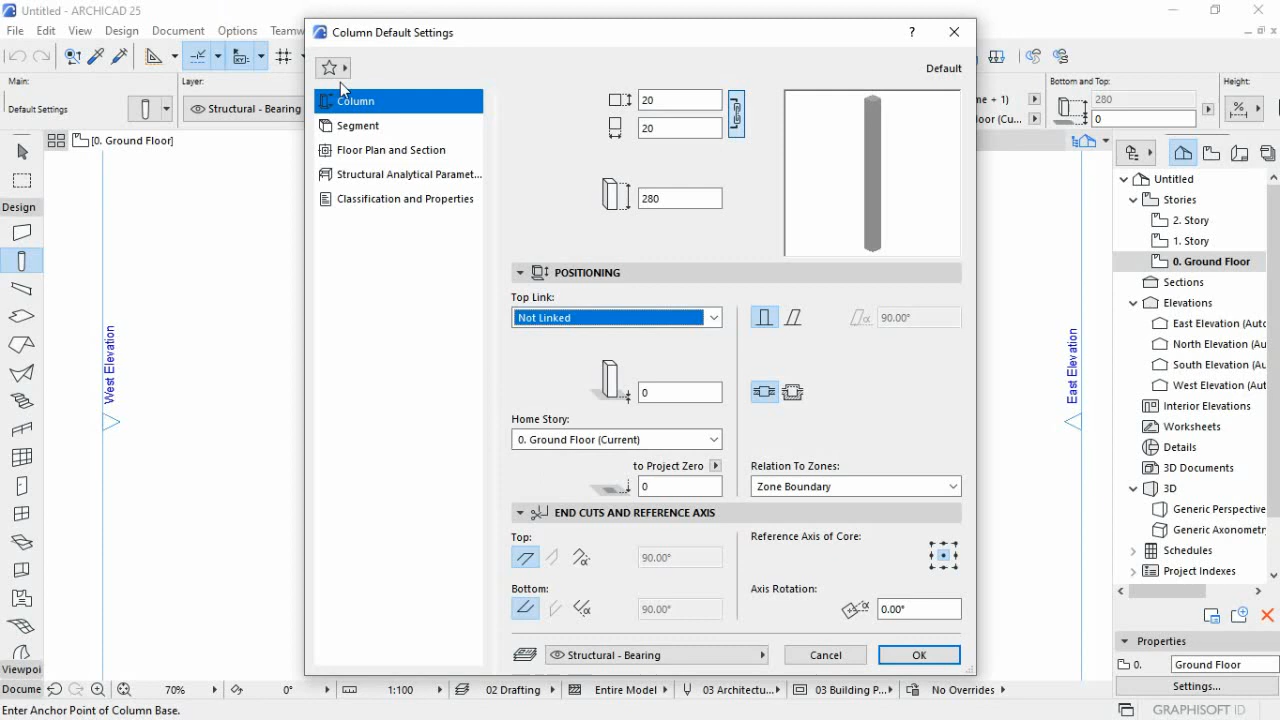 Untitled - ARCHICAD 25
File Edit View Design Document Options Teamw
Main:
Layer:
Default Settings
Structural - Bearing
[0. Ground Floor]
Design
Viewpoi
Docume
West Elevation
East Elevation
Column Default Settings
?
Default
Column
Segment
Floor Plan and Section
Structural Analytical Paramet...
Classification and Properties
20
20
280
POSITIONING
Top Link:
Not Linked
α
90.00°
0
Home Story:
0. Ground Floor (Current)
to Project Zero
0
Relation To Zones:
Zone Boundary
END CUTS AND REFERENCE AXIS
Top:
90.00°
Reference Axis of Core:
Bottom:
90.00°
Axis Rotation:
0.00°
Structural - Bearing
Cancel
OK
Bottom and Top:
Height:
e + 1)
280
(Cu...
0
Untitled
Stories
2. Story
1. Story
0. Ground Floor
Sections
Elevations
East Elevation (Auto
North Elevation (Au
South Elevation (Au
West Elevation (Aut
Interior Elevations
Worksheets
Details
3D Documents
3D
Generic Perspective
Generic Axonometr
Schedules
Project Indexes
Properties
0.
Ground Floor
Settings...
70%
0°
1:100
02 Drafting
Entire Model
03 Architectu...
03 Building P...
No Overrides
Enter Anchor Point of Column Base.
GRAPHISOFT ID